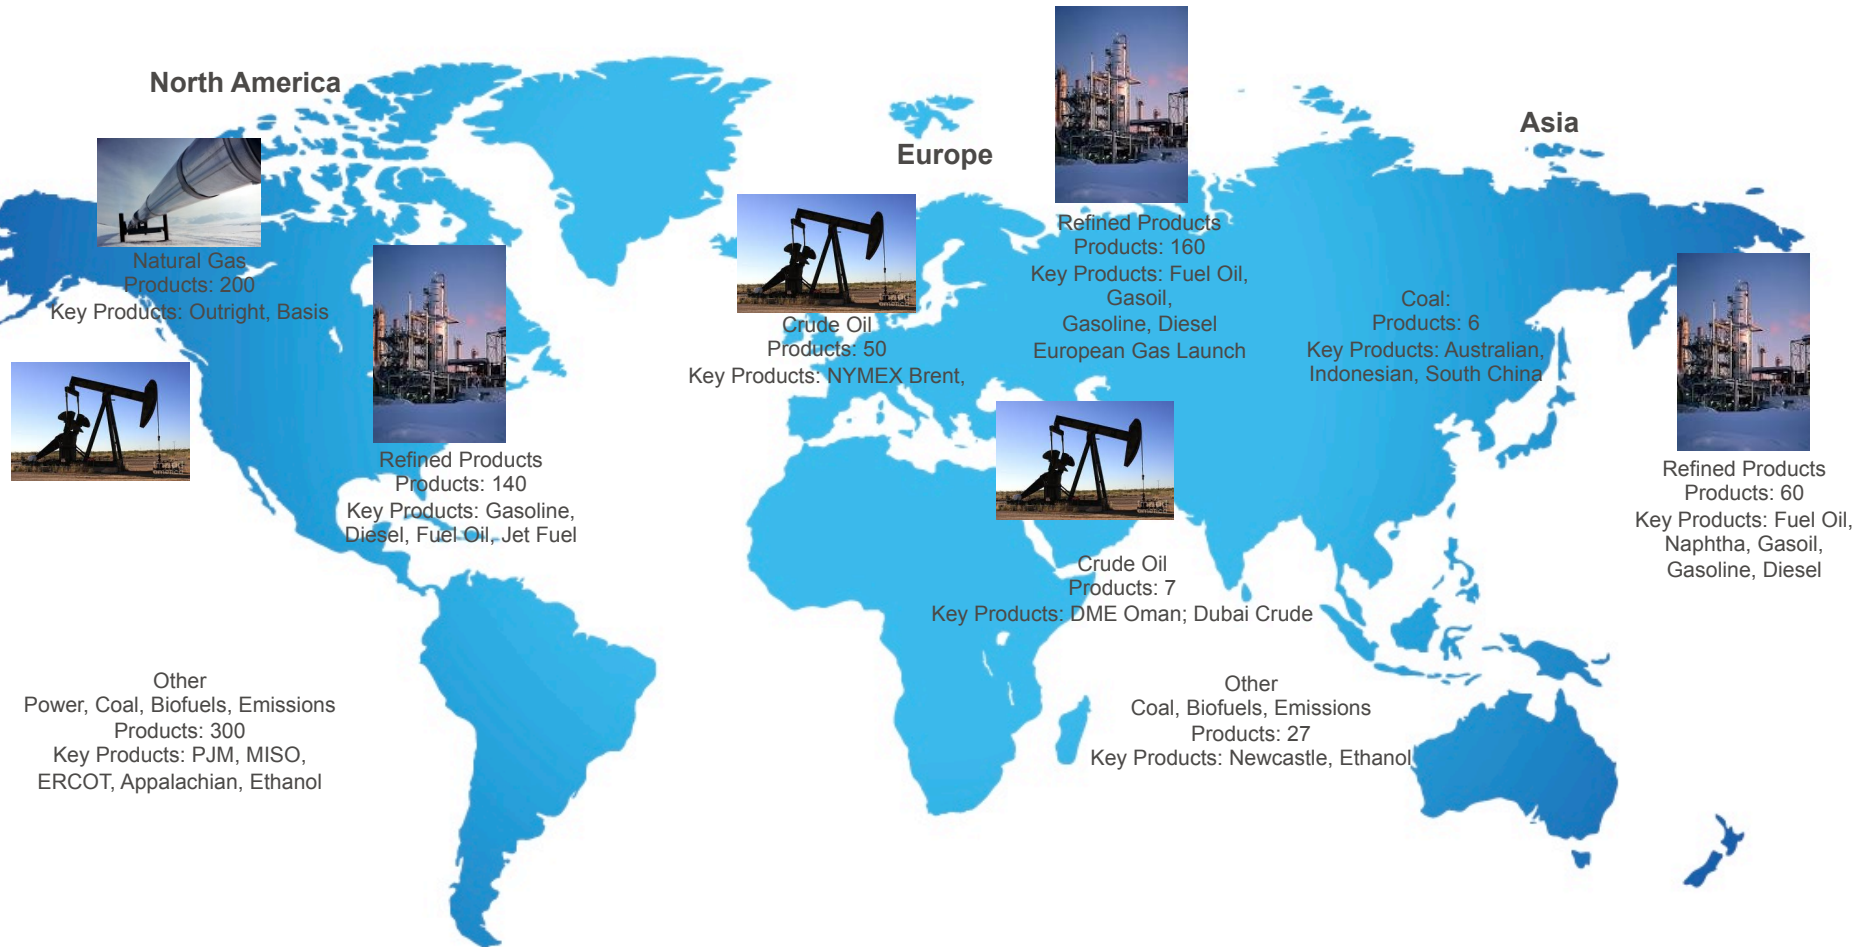 North America
Natural Gas
Products: 200
Key Products: Outright, Basis
Refined Products
Products: 140
Key Products: Gasoline,
Diesel, Fuel Oil, Jet Fuel
Other
Power, Coal, Biofuels, Emissions
Products: 300
Key Products: PJM, MISO,
ERCOT, Appalachian, Ethanol
Europe
Crude Oil
Products: 50
Key Products: NYMEX Brent,
Refined Products
Products: 160
Key Products: Fuel Oil,
Gasoil,
Gasoline, Diesel
European Gas Launch
Crude Oil
Products: 7
Key Products: DME Oman; Dubai Crude
Other
Coal, Biofuels, Emissions
Products: 27
Key Products: Newcastle, Ethanol
Asia
Coal:
Products: 6
Key Products: Australian,
Indonesian, South China
Refined Products
Products: 60
Key Products: Fuel Oil,
Naphtha, Gasoil,
Gasoline, Diesel